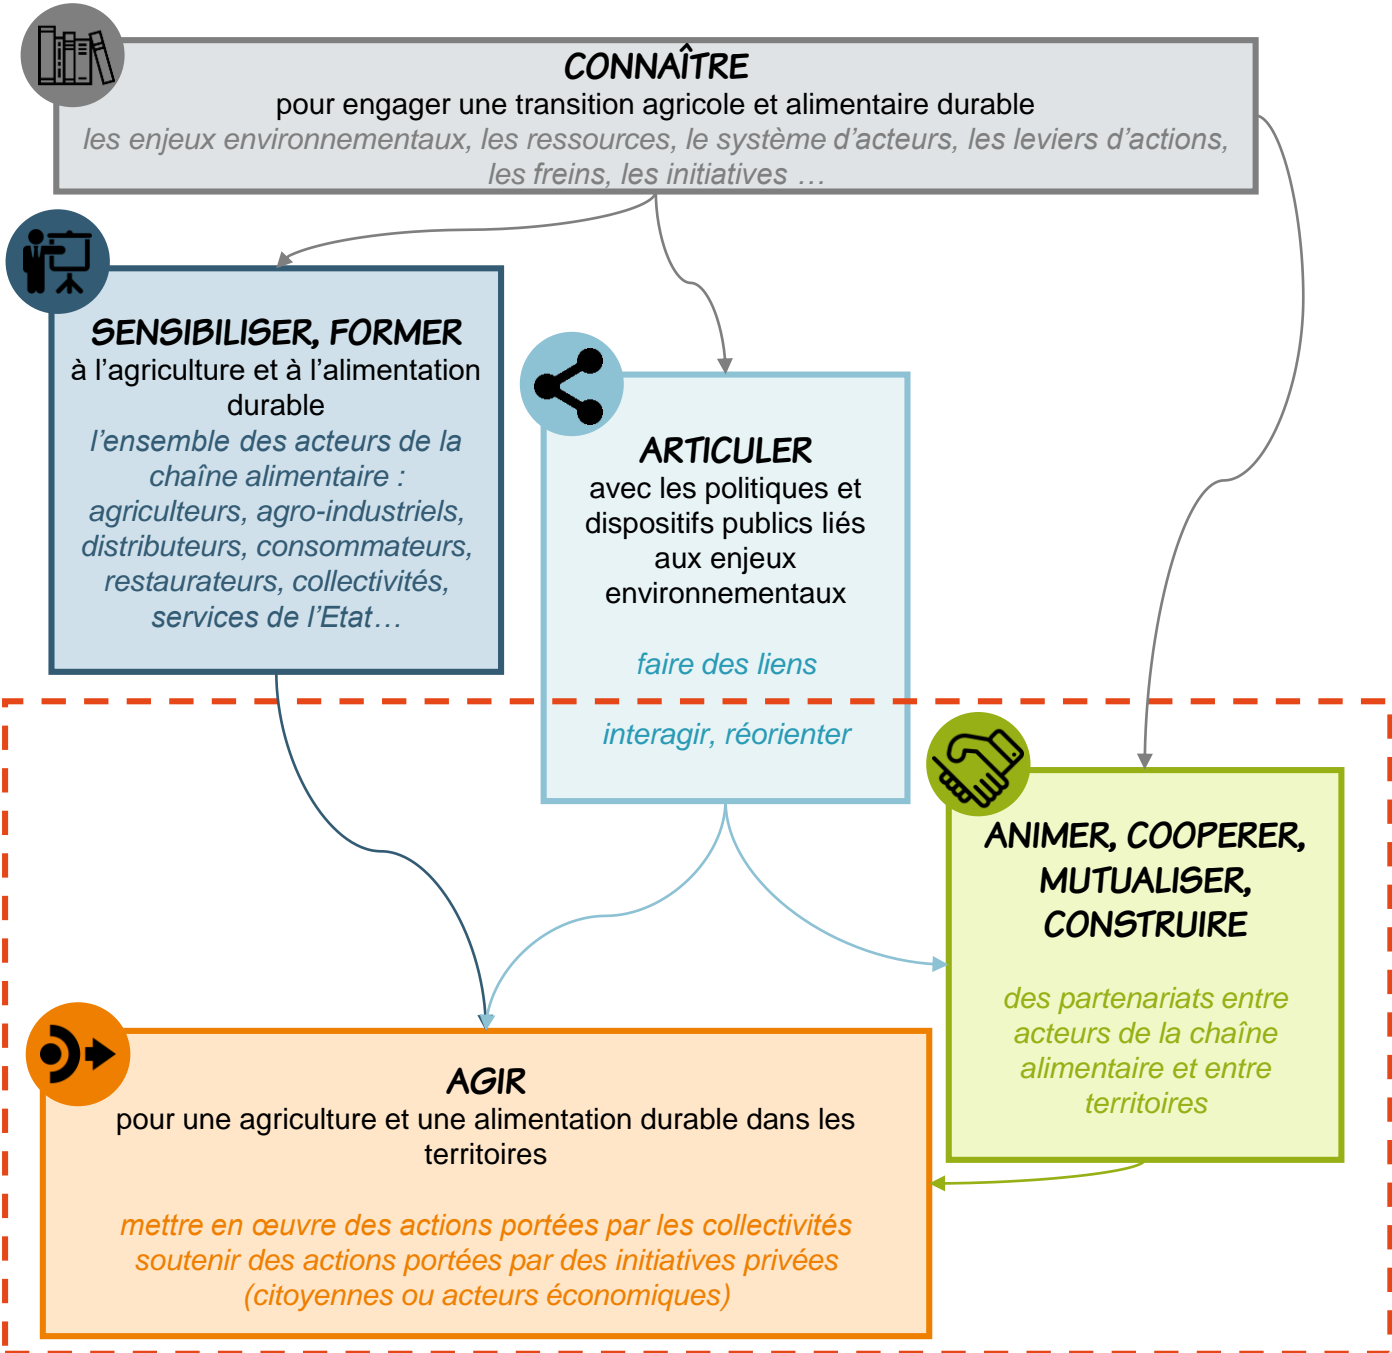 CONNAÎTRE
pour engager une transition agricole et alimentaire durable
les enjeux environnementaux, les ressources, le système d’acteurs, les leviers d’actions,
les freins, les initiatives …
SENSIBILISER, FORMER
à l’agriculture et à l’alimentation
durable
l’ensemble des acteurs de la
chaîne alimentaire :
agriculteurs, agro-industriels,
distributeurs, consommateurs,
restaurateurs, collectivités,
services de l’Etat…
ARTICULER
avec les politiques et
dispositifs publics liés
aux enjeux
environnementaux
faire des liens
interagir, réorienter
ANIMER, COOPERER,
MUTUALISER,
CONSTRUIRE
des partenariats entre
acteurs de la chaîne
alimentaire et entre
territoires
AGIR
pour une agriculture et une alimentation durable dans les
territoires
mettre en œuvre des actions portées par les collectivités
soutenir des actions portées par des initiatives privées
(citoyennes ou acteurs économiques)